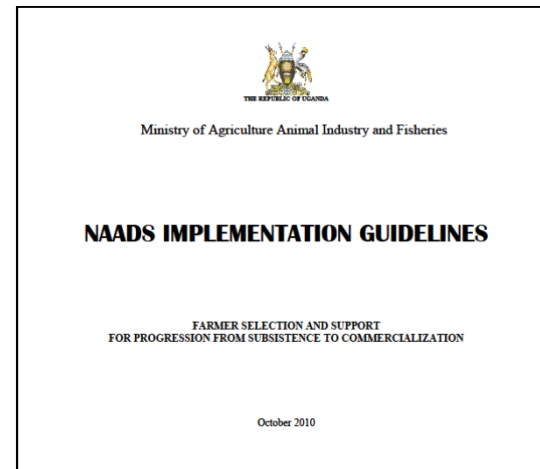 THE REPUBLIC OF UGANDA
Ministry of Agriculture Animal Industry and Fisheries
NAADS IMPLEMENTATION GUIDELINES
FARMER SELECTION AND SUPPORT
FOR PROGRESSION FROM SUBSISTENCE TO COMMERCIALIZATION
October 2010